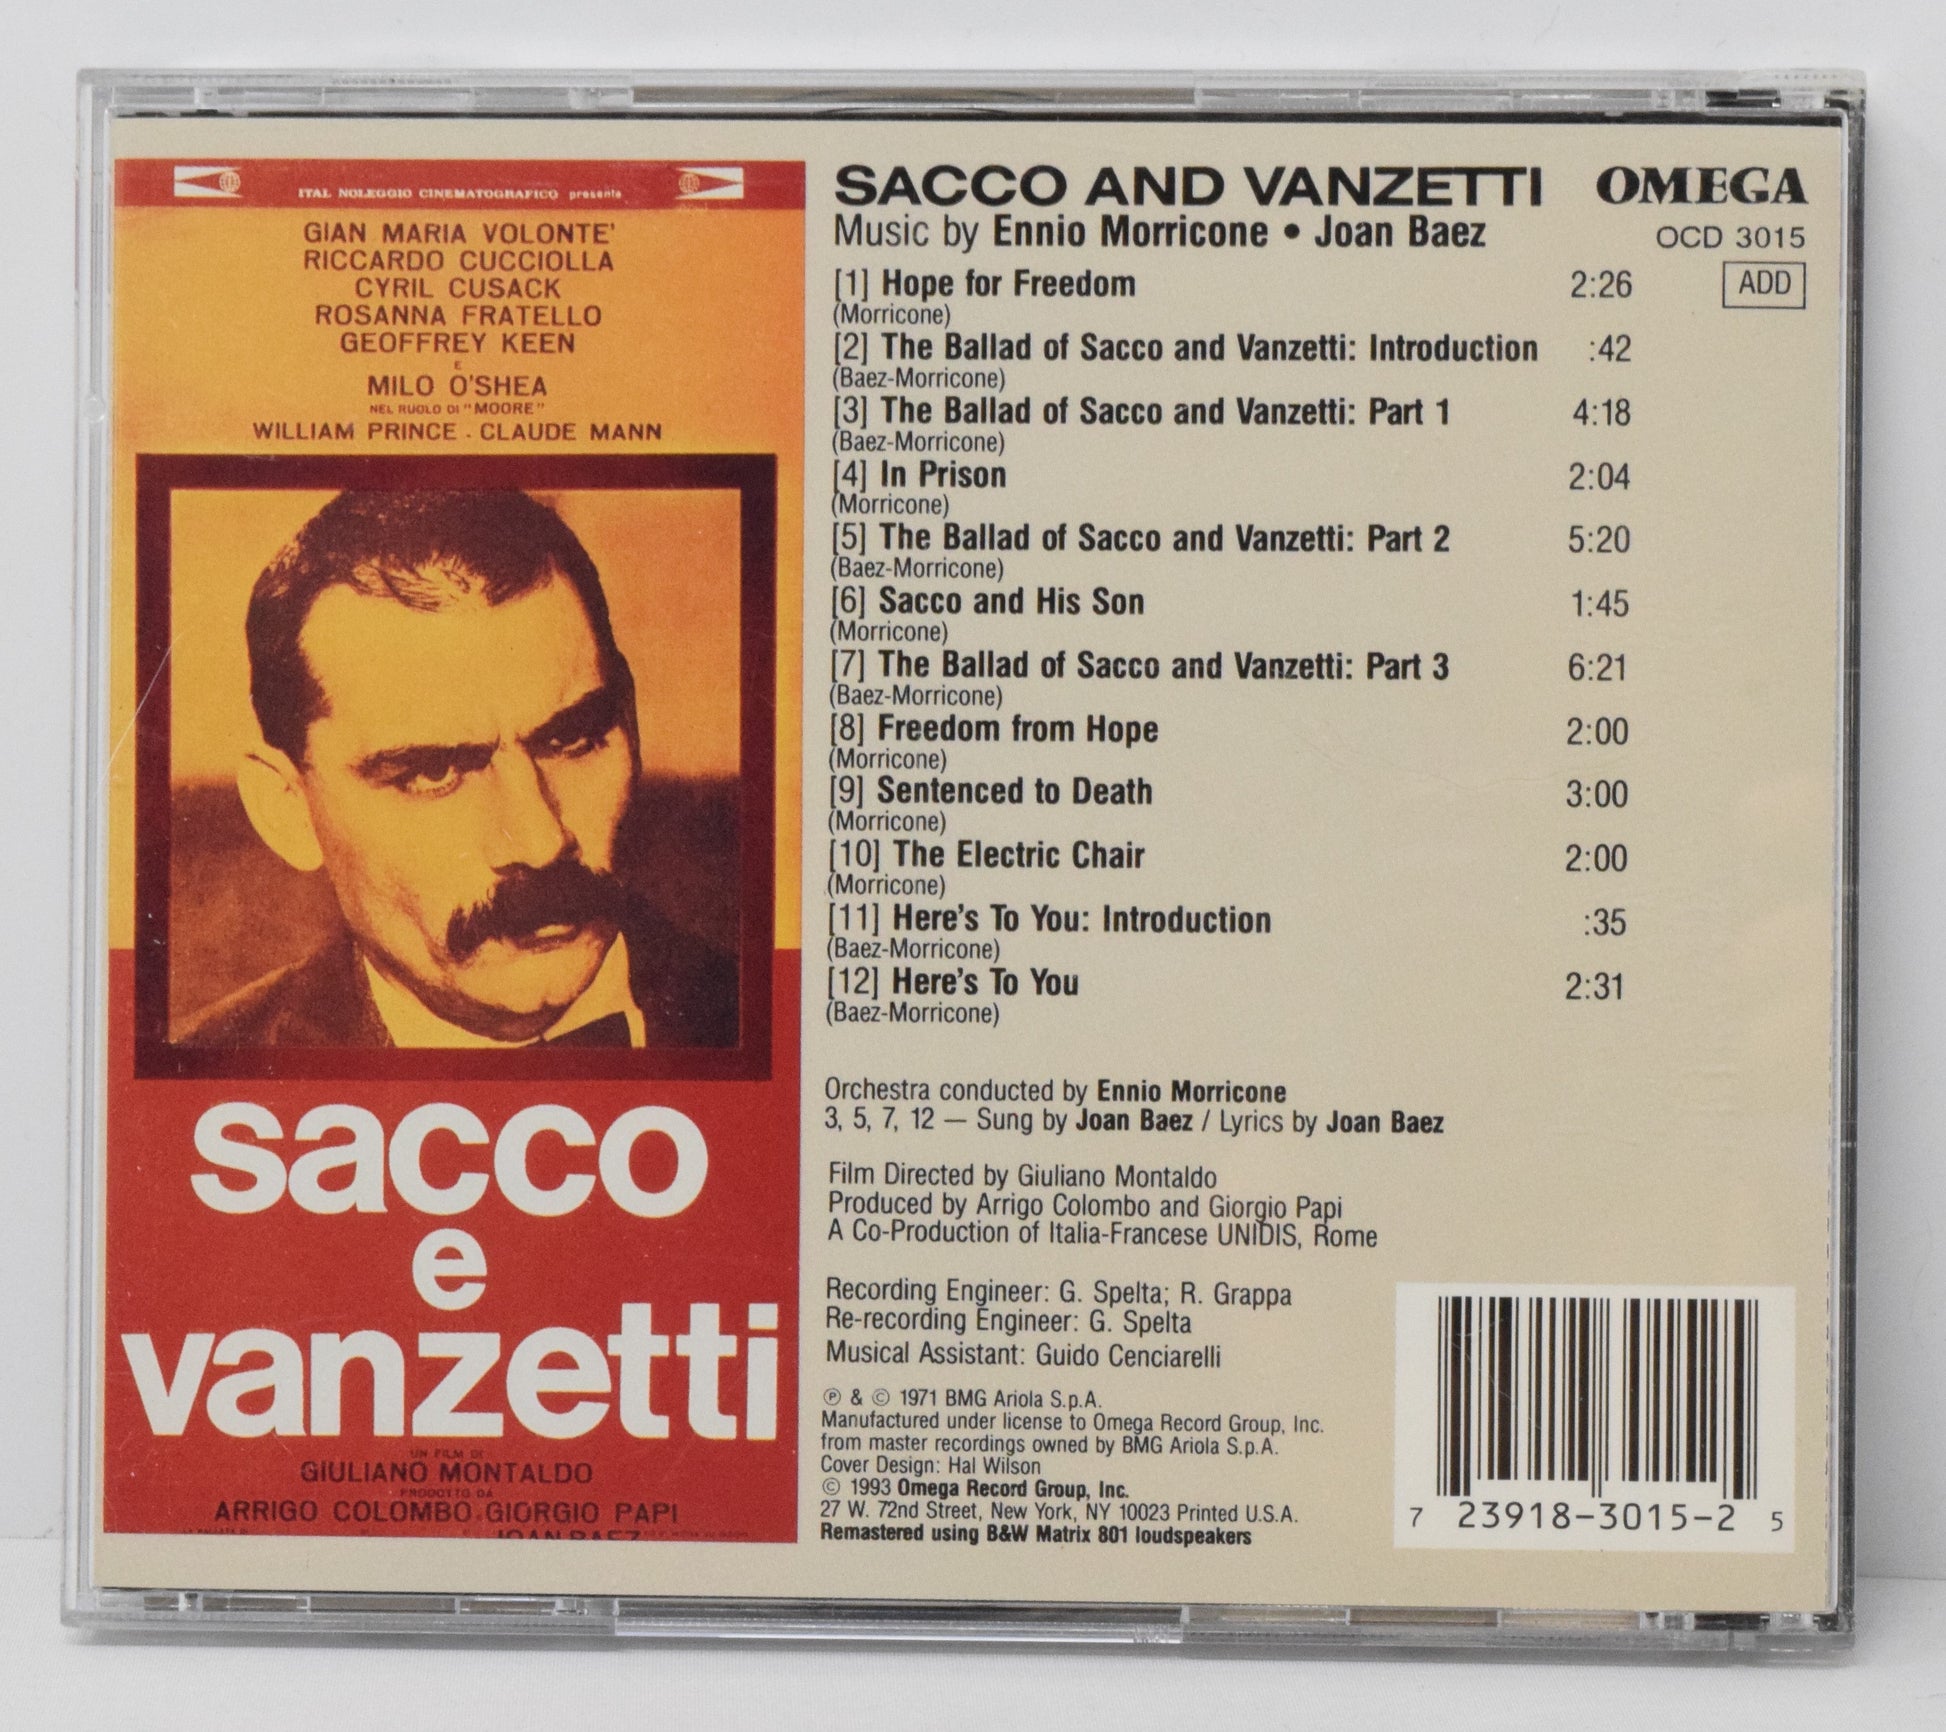 ITAL NOLEGGIO CINEMATOGRAFICO presenta
GIAN MARIA VOLONTE'
RICCARDO CUCCIOLLA
CYRIL CUSACK
ROSANNA FRATELLO
GEOFFREY KEEN
E
MILO O'SHEA
NEL RUOLO DI "MOORE"
WILLIAM PRINCE . CLAUDE MANN
sacco
e
vanzetti
UN FILM DI
GIULIANO MONTALDO
PRODOTTO DA
ARRIGO COLOMBO . GIORGIO PAPI
JOAN BAEZ
SACCO AND VANZETTI
OMEGA
Music by Ennio Morricone • Joan Baez
OCD 3015
ADD
[1] Hope for Freedom 2:26
(Morricone)
[2] The Ballad of Sacco and Vanzetti: Introduction :42
(Baez-Morricone)
[3] The Ballad of Sacco and Vanzetti: Part 1 4:18
(Baez-Morricone)
[4] In Prison 2:04
(Morricone)
[5] The Ballad of Sacco and Vanzetti: Part 2 5:20
(Baez-Morricone)
[6] Sacco and His Son 1:45
(Morricone)
[7] The Ballad of Sacco and Vanzetti: Part 3 6:21
(Baez-Morricone)
[8] Freedom from Hope 2:00
(Morricone)
[9] Sentenced to Death 3:00
(Morricone)
[10] The Electric Chair 2:00
(Morricone)
[11] Here's To You: Introduction :35
(Baez-Morricone)
[12] Here's To You 2:31
(Baez-Morricone)
Orchestra conducted by Ennio Morricone
3, 5, 7, 12 — Sung by Joan Baez / Lyrics by Joan Baez
Film Directed by Giuliano Montaldo
Produced by Arrigo Colombo and Giorgio Papi
A Co-Production of Italia-Francese UNIDIS, Rome
Recording Engineer: G. Spelta; R. Grappa
Re-recording Engineer: G. Spelta
Musical Assistant: Guido Cenciarelli
℗ & © 1971 BMG Ariola S.p.A.
Manufactured under license to Omega Record Group, Inc.
from master recordings owned by BMG Ariola S.p.A.
Cover Design: Hal Wilson
© 1993 Omega Record Group, Inc.
27 W. 72nd Street, New York, NY 10023 Printed U.S.A.
Remastered using B&W Matrix 801 loudspeakers
7 23918-3015-2 5